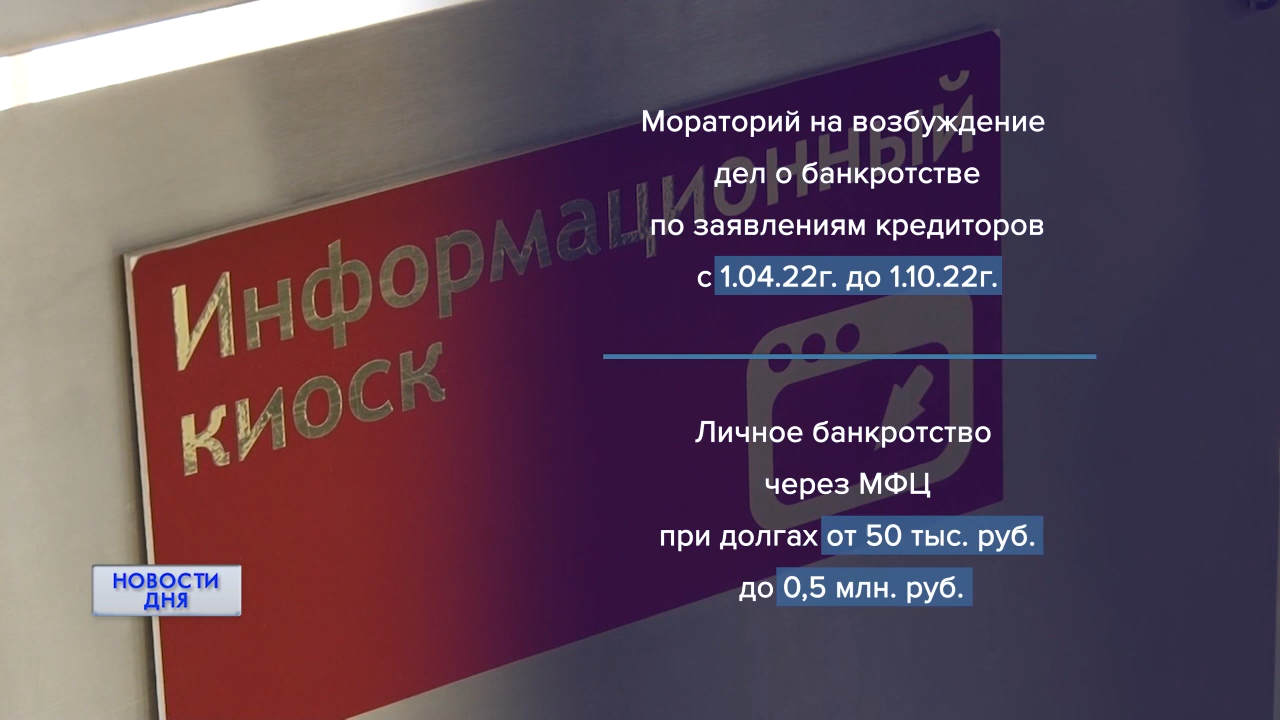 Информационный
киоск
Мораторий на возбуждение
дел о банкротстве
по заявлениям кредиторов
с 1.04.22г. до 1.10.22г.
Личное банкротство
через МФЦ
при долгах от 50 тыс. руб.
до 0,5 млн. руб.
НОВОСТИ
ДНЯ